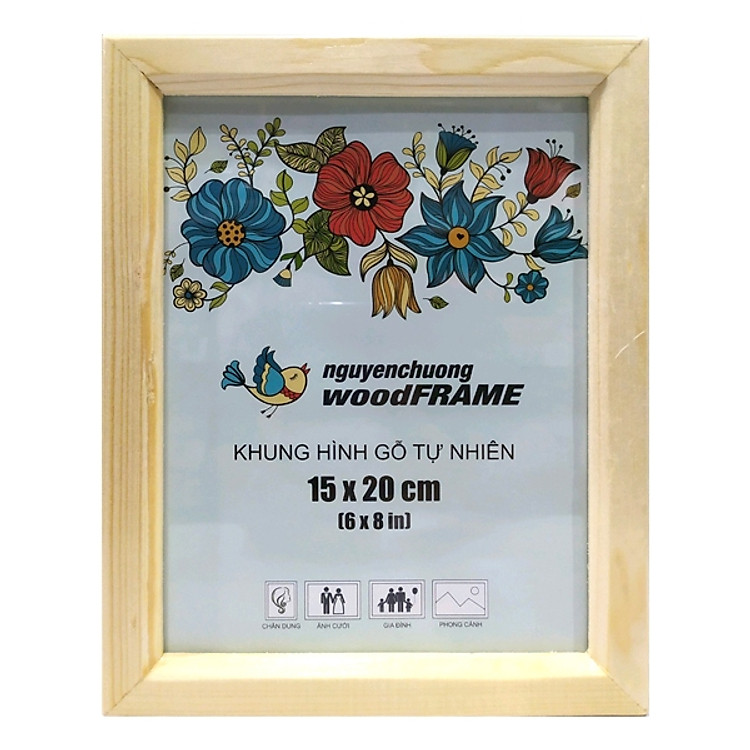 nguyenchuong
woodFRAME
KHUNG HÌNH GỖ TỰ NHIÊN
15 x 20 cm
(6 x 8 in)
CHÂN DUNG ẢNH CƯỚI GIA ĐÌNH PHONG CẢNH